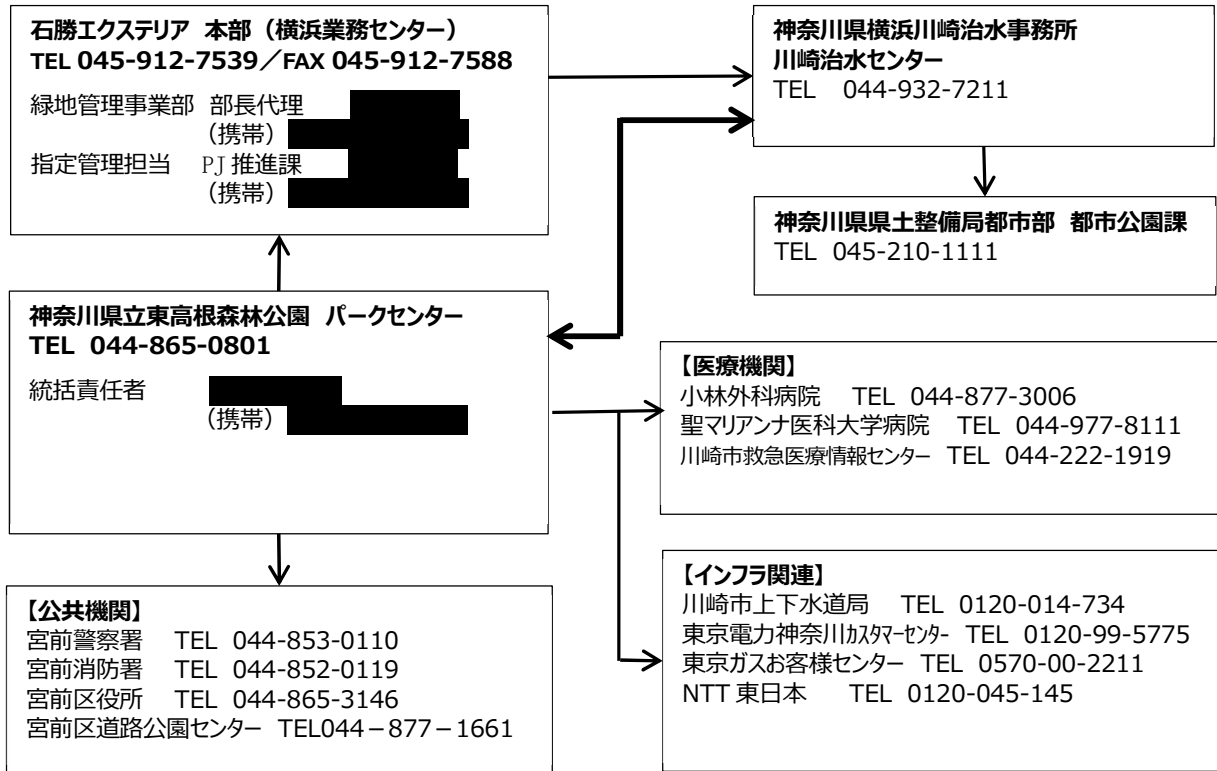 石勝エクステリア 本部（横浜業務センター）
TEL 045-912-7539／FAX 045-912-7588
緑地管理事業部 部長代理
（携帯）
指定管理担当 PJ推進課
（携帯）
神奈川県横浜川崎治水事務所
川崎治水センター
TEL 044-932-7211
神奈川県県土整備局都市部 都市公園課
TEL 045-210-1111
神奈川県立東高根森林公園 パークセンター
TEL 044-865-0801
統括責任者
（携帯）
【医療機関】
小林外科病院 TEL 044-877-3006
聖マリアンナ医科大学病院 TEL 044-977-8111
川崎市救急医療情報センター TEL 044-222-1919
【公共機関】
宮前警察署 TEL 044-853-0110
宮前消防署 TEL 044-852-0119
宮前区役所 TEL 044-865-3146
宮前区道路公園センター TEL044－877－1661
【インフラ関連】
川崎市上下水道局 TEL 0120-014-734
東京電力神奈川ｶｽﾀﾏｰｾﾝﾀｰ TEL 0120-99-5775
東京ガスお客様センター TEL 0570-00-2211
NTT東日本 TEL 0120-045-145